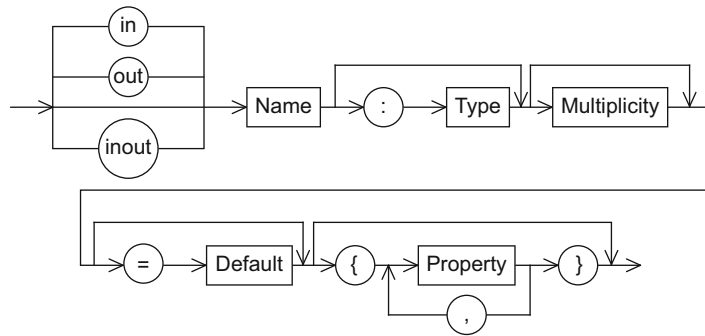 in
out
inout
Name : Type Multiplicity
= Default { Property }
,